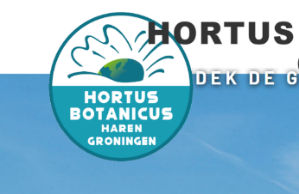 HORTUS
DEK DE G
HORTUS
BOTANICUS
HAREN
GRONINGEN